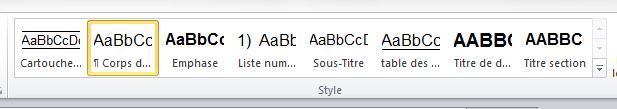 AaBbCcDc AaBbCc AaBbCc 1) AaBb AaBbCcD AaBbCc AABBC AABBC
Cartouche... ¶ Corps d... Emphase Liste num... Sous-Titre table des ... Titre de d... Titre section
Style